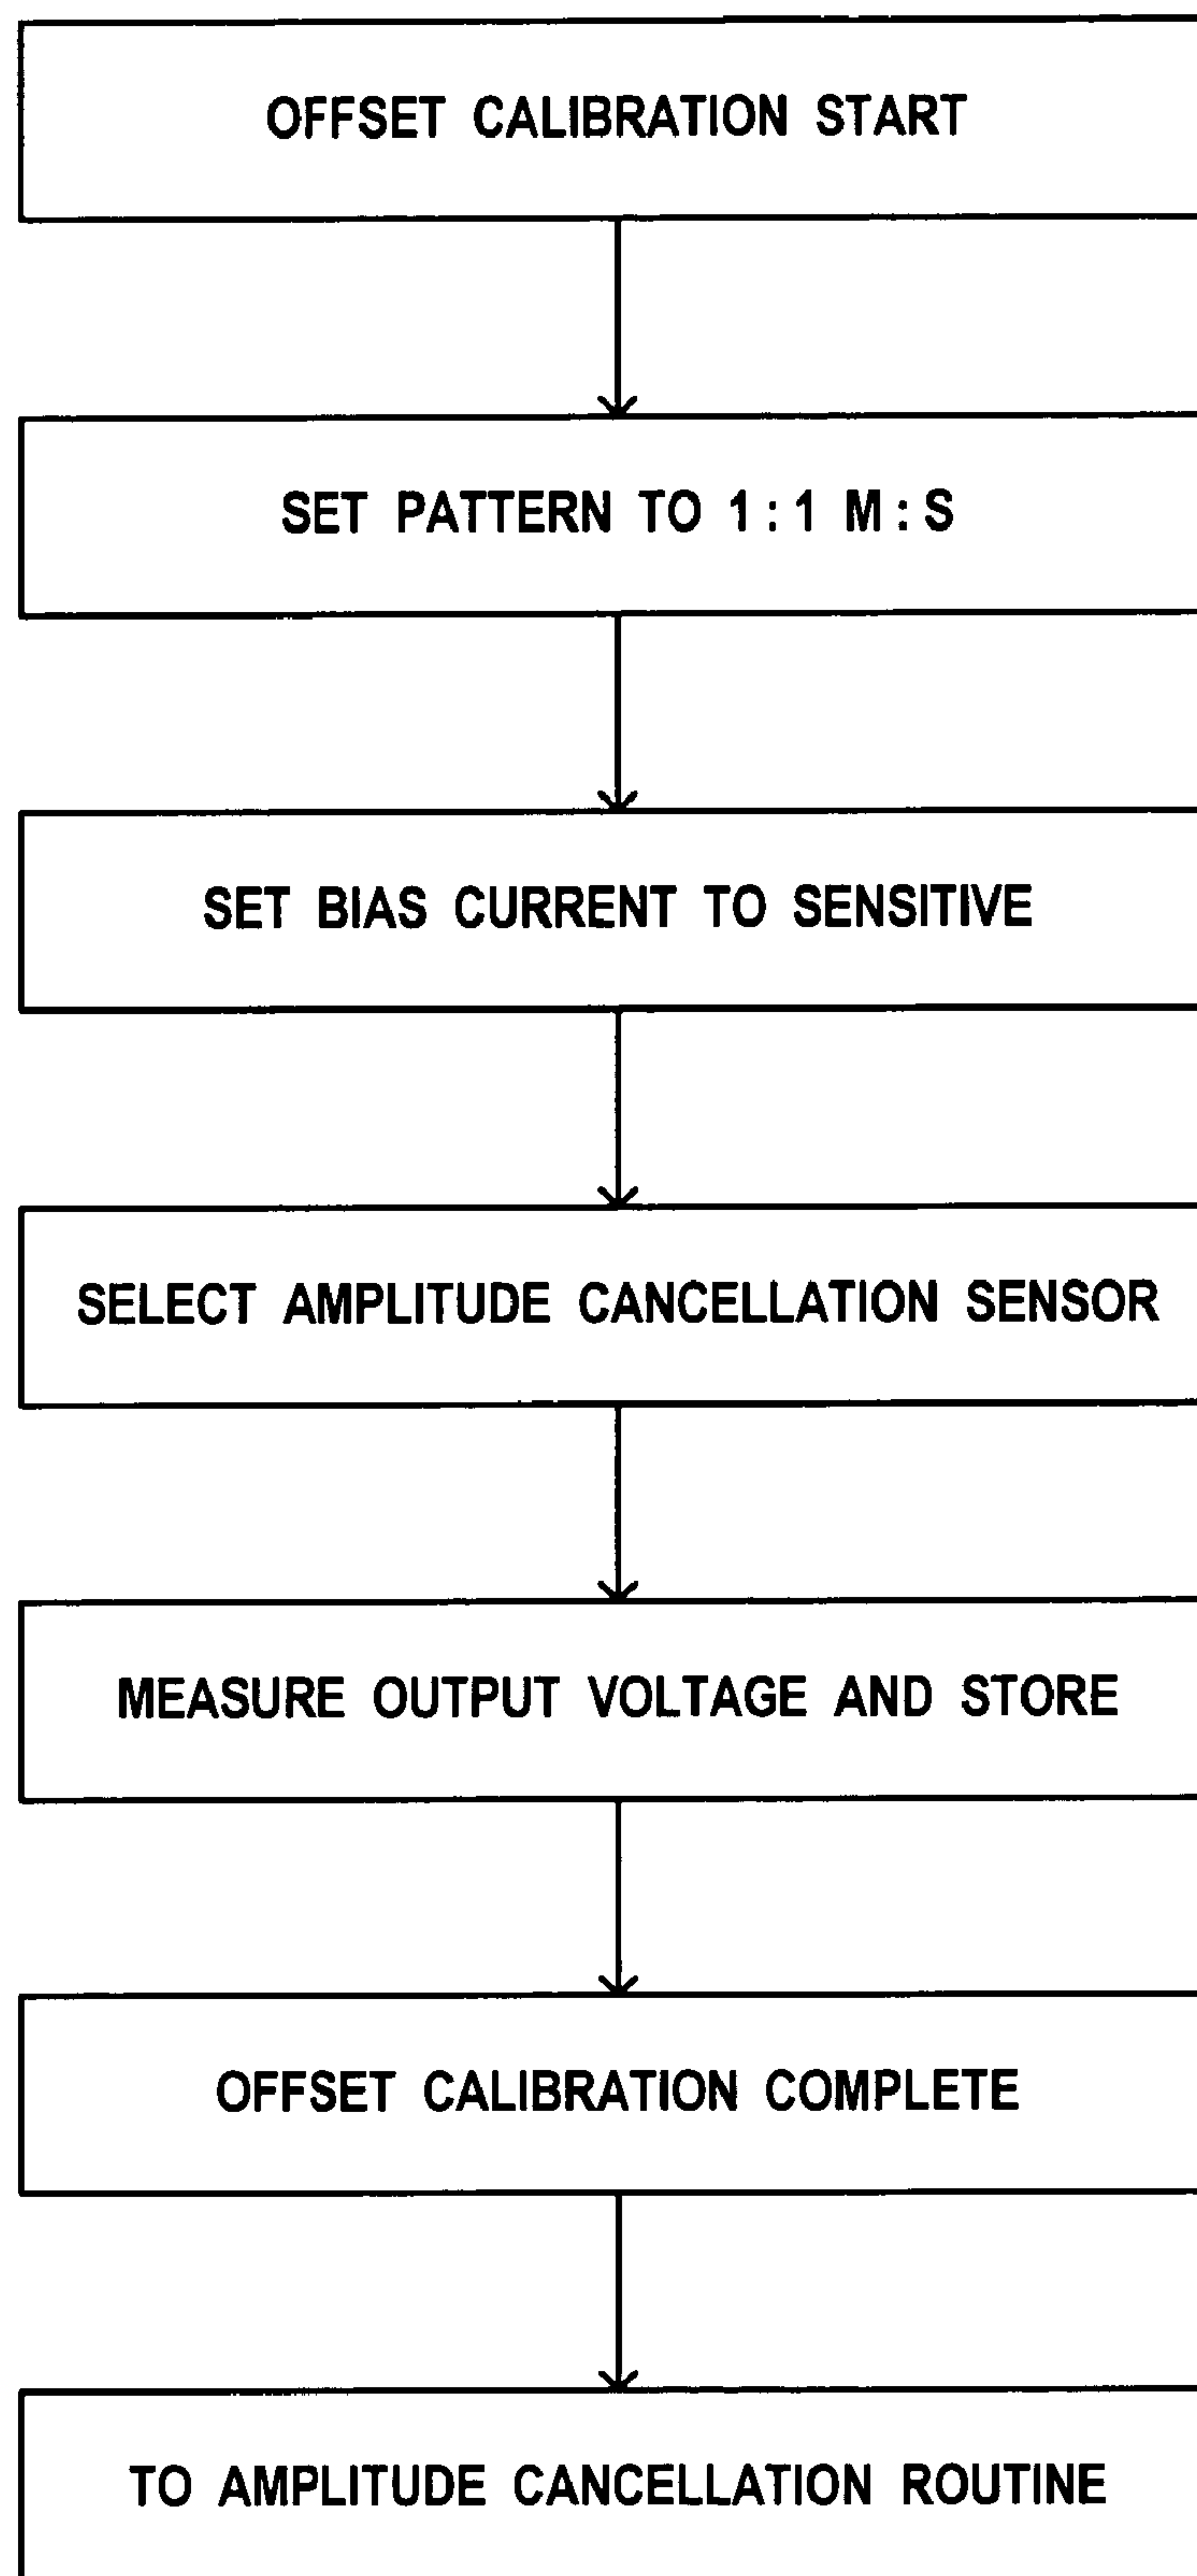 OFFSET CALIBRATION START
SET PATTERN TO 1 : 1 M : S
SET BIAS CURRENT TO SENSITIVE
SELECT AMPLITUDE CANCELLATION SENSOR
MEASURE OUTPUT VOLTAGE AND STORE
OFFSET CALIBRATION COMPLETE
TO AMPLITUDE CANCELLATION ROUTINE